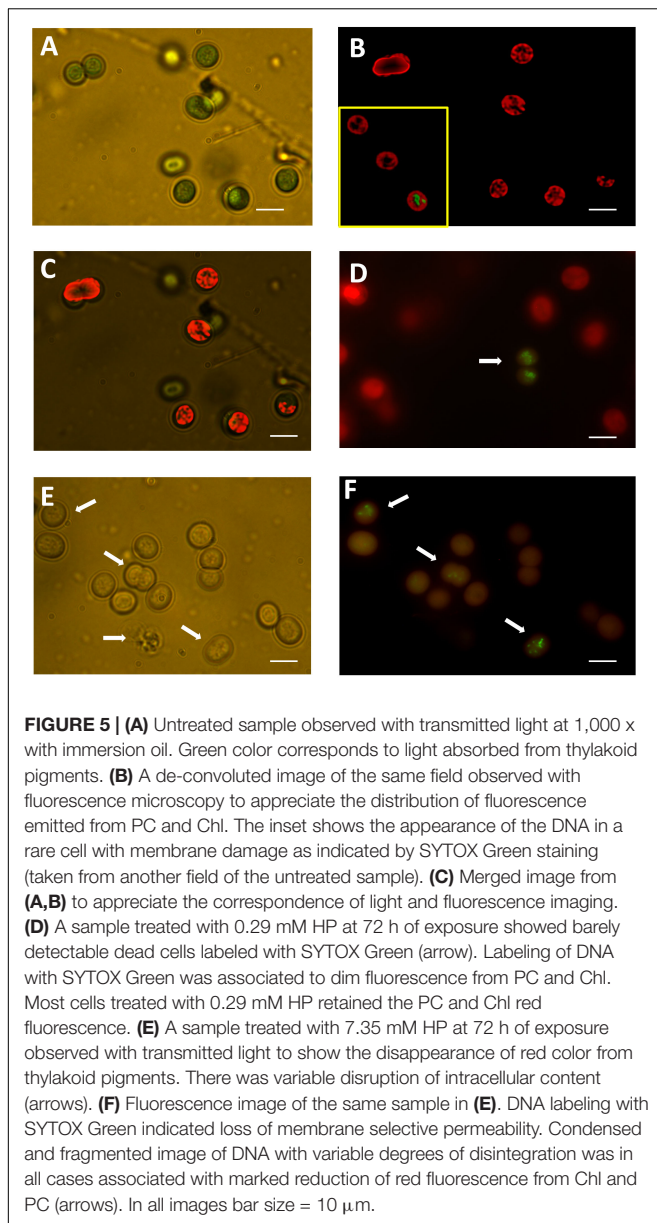 A
B
C
D
E
F
FIGURE 5 | (A) Untreated sample observed with transmitted light at 1,000 x
with immersion oil. Green color corresponds to light absorbed from thylakoid
pigments. (B) A de-convoluted image of the same field observed with
fluorescence microscopy to appreciate the distribution of fluorescence
emitted from PC and Chl. The inset shows the appearance of the DNA in a
rare cell with membrane damage as indicated by SYTOX Green staining
(taken from another field of the untreated sample). (C) Merged image from
(A,B) to appreciate the correspondence of light and fluorescence imaging.
(D) A sample treated with 0.29 mM HP at 72 h of exposure showed barely
detectable dead cells labeled with SYTOX Green (arrow). Labeling of DNA
with SYTOX Green was associated to dim fluorescence from PC and Chl.
Most cells treated with 0.29 mM HP retained the PC and Chl red
fluorescence. (E) A sample treated with 7.35 mM HP at 72 h of exposure
observed with transmitted light to show the disappearance of red color from
thylakoid pigments. There was variable disruption of intracellular content
(arrows). (F) Fluorescence image of the same sample in (E). DNA labeling with
SYTOX Green indicated loss of membrane selective permeability. Condensed
and fragmented image of DNA with variable degrees of disintegration was in
all cases associated with marked reduction of red fluorescence from Chl and
PC (arrows). In all images bar size = 10 μm.